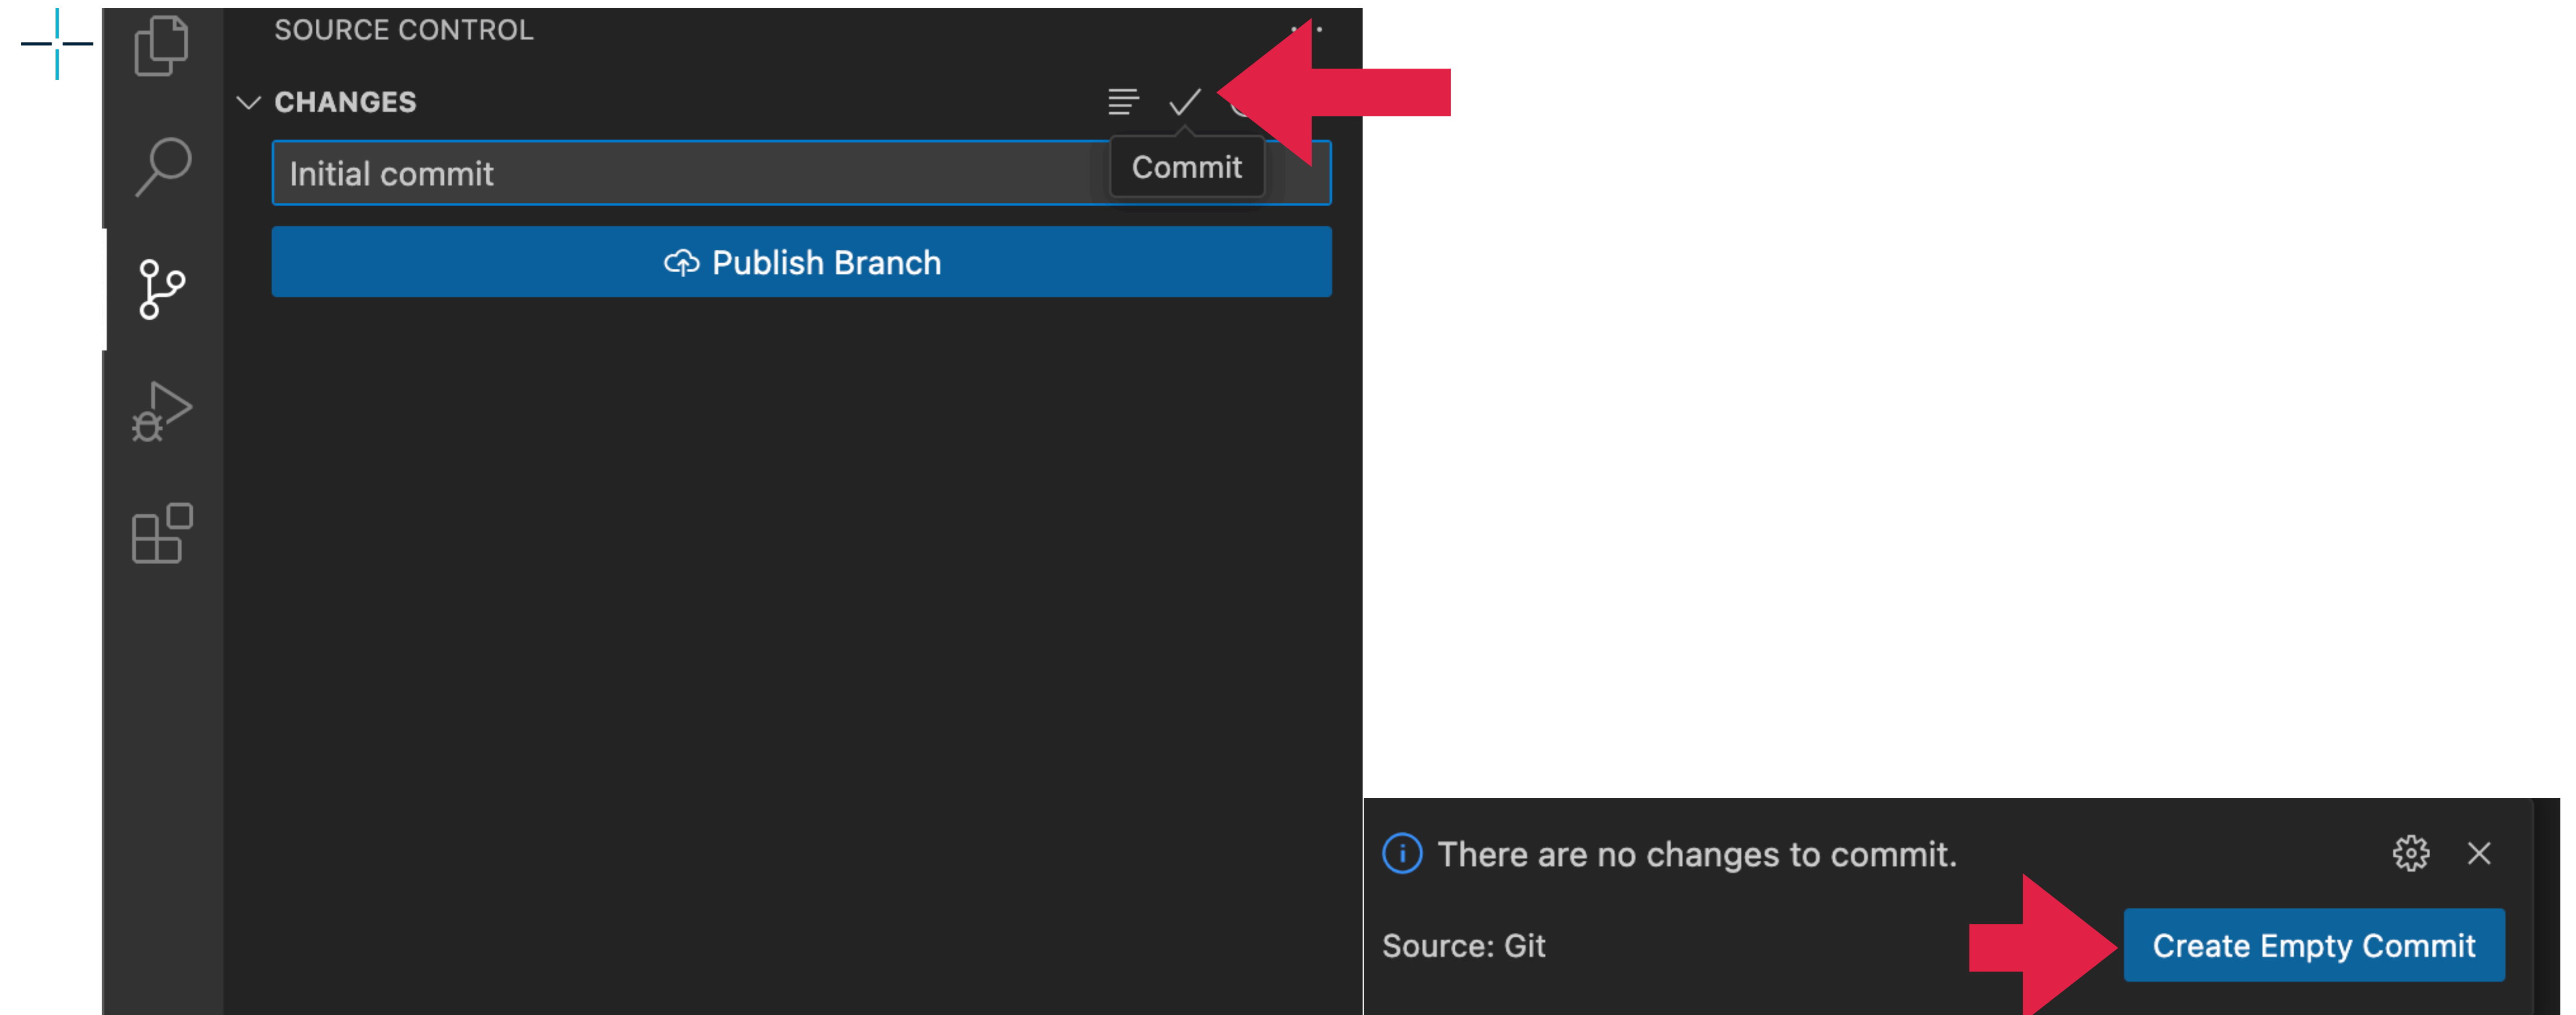 SOURCE CONTROL
CHANGES
Initial commit
Commit
Publish Branch
There are no changes to commit.
Source: Git
Create Empty Commit